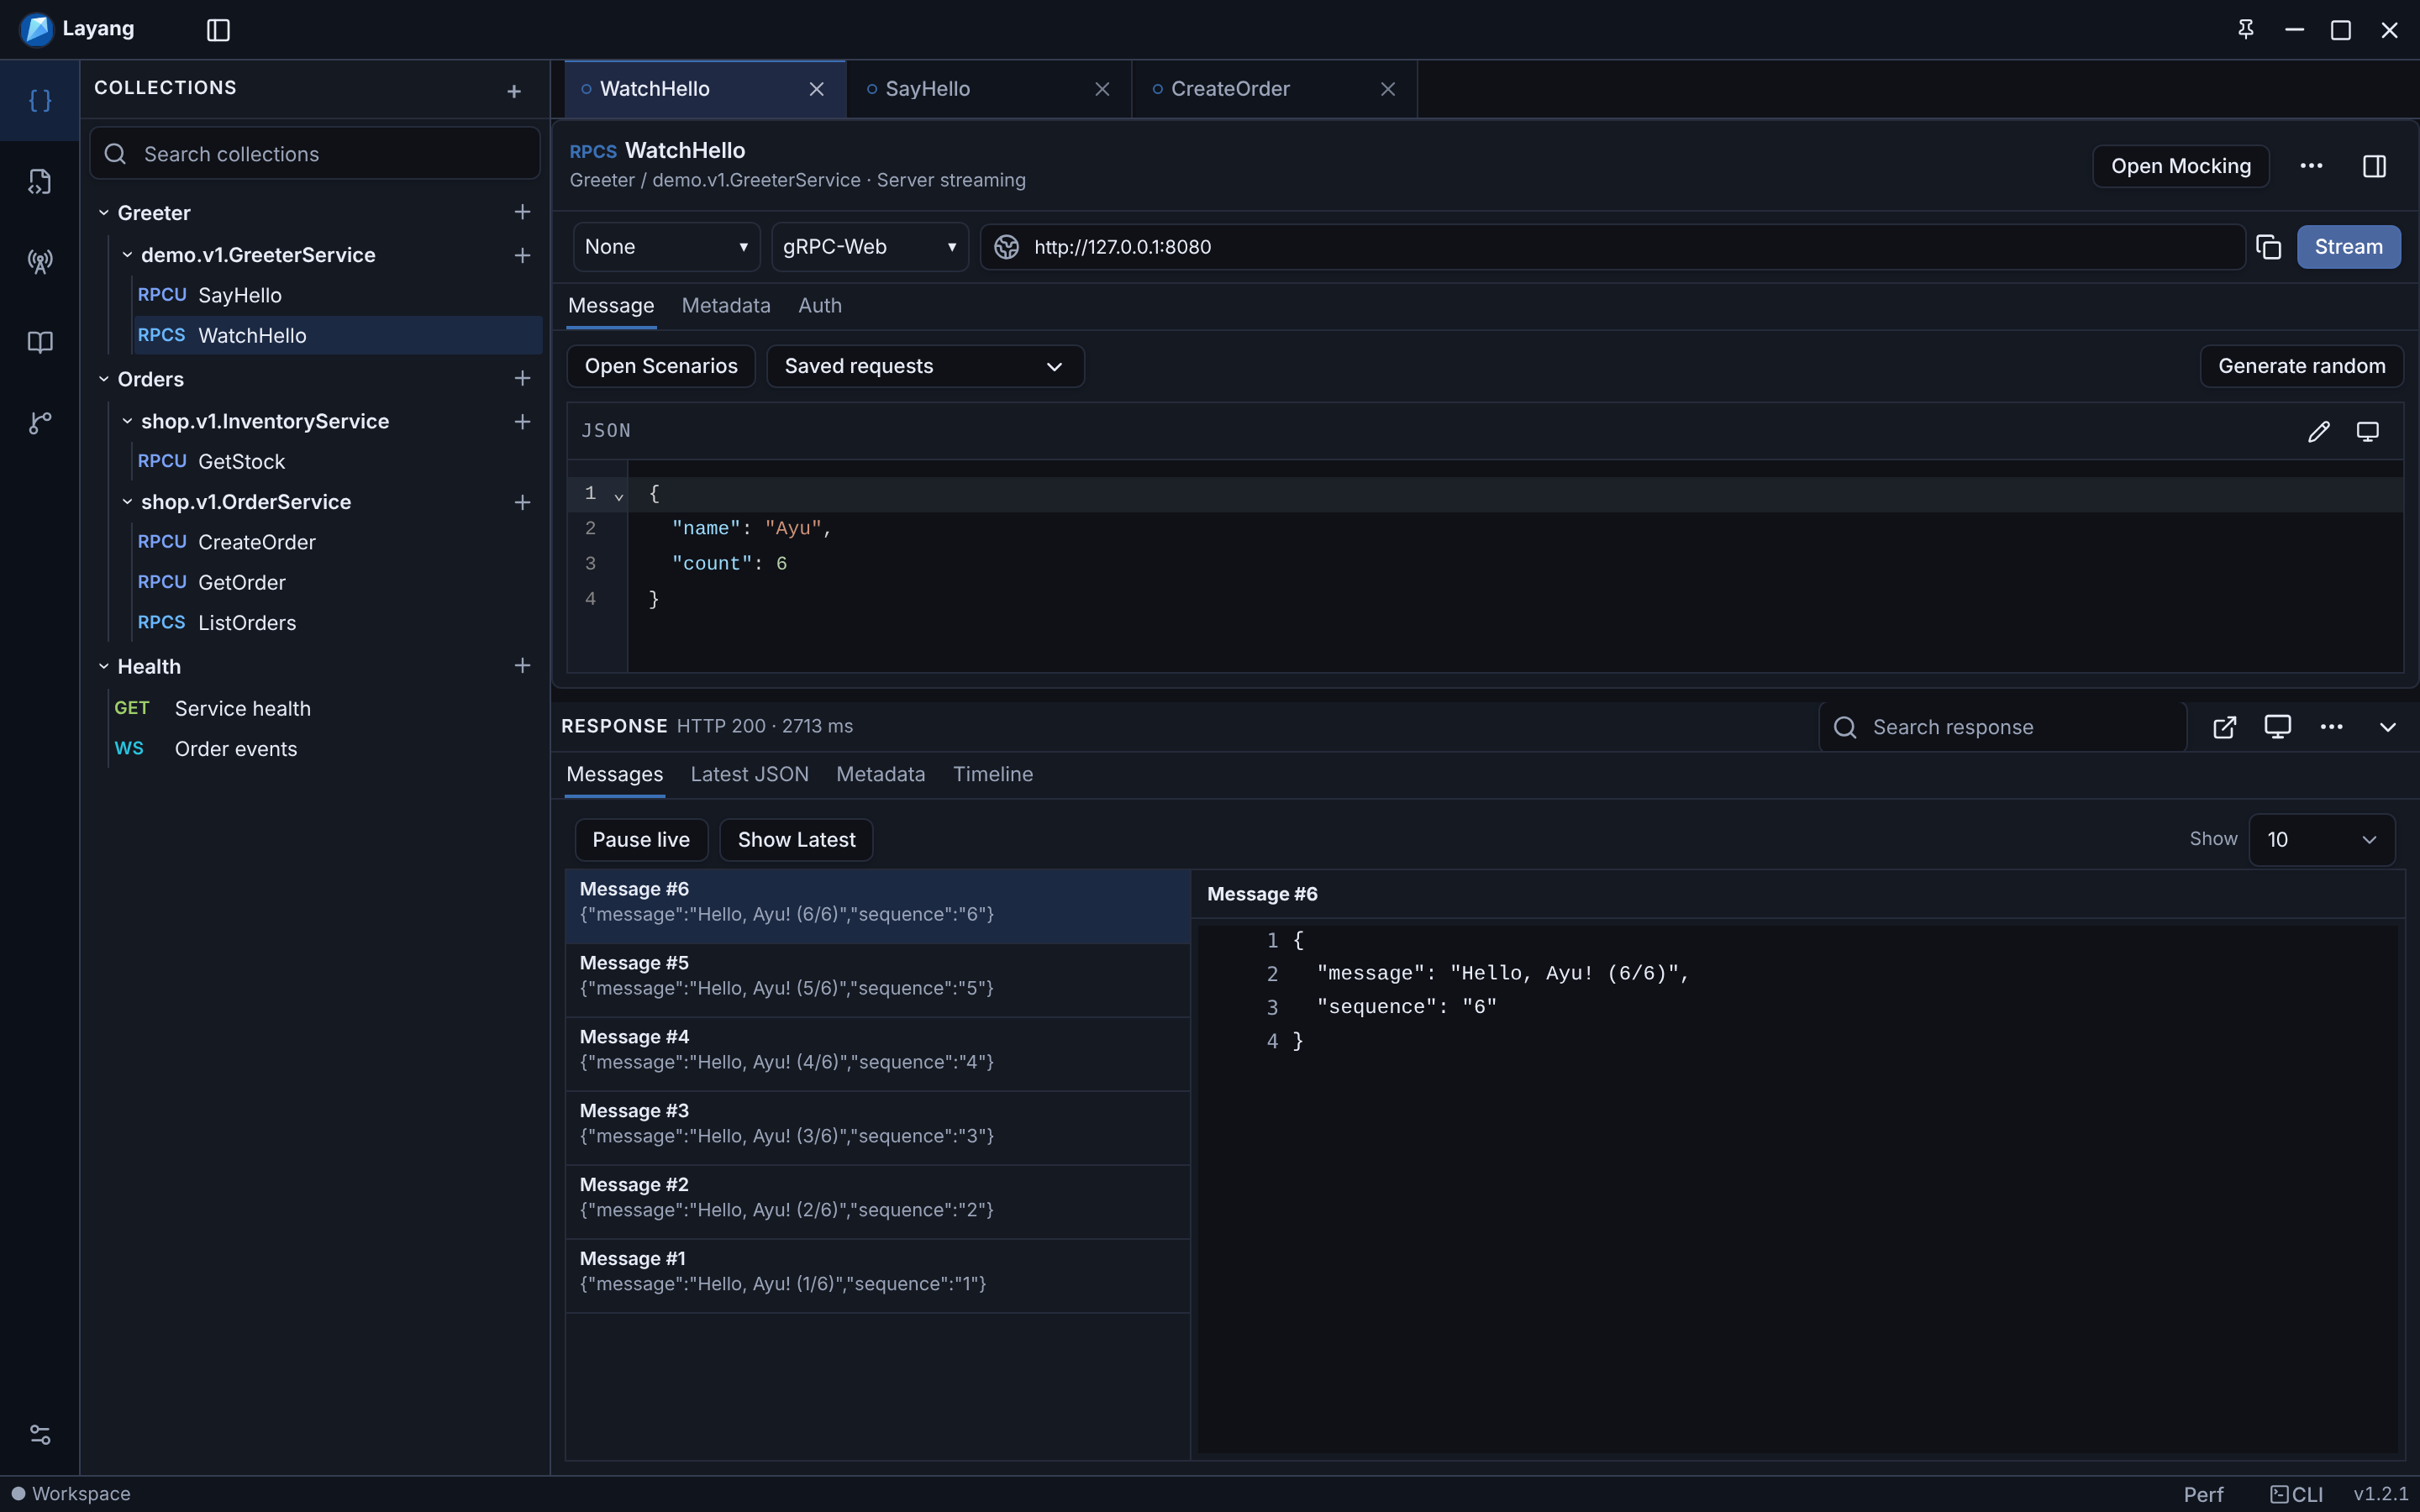 Layang
COLLECTIONS
Search collections
Greeter
demo.v1.GreeterService
RPCU SayHello
RPCS WatchHello
Orders
shop.v1.InventoryService
RPCU GetStock
shop.v1.OrderService
RPCU CreateOrder
RPCU GetOrder
RPCS ListOrders
Health
GET Service health
WS Order events
WatchHello
SayHello
CreateOrder
RPCS WatchHello
Greeter / demo.v1.GreeterService · Server streaming
Open Mocking
None
gRPC-Web
http://127.0.0.1:8080
Stream
Message
Metadata
Auth
Open Scenarios
Saved requests
Generate random
JSON
1 {
2 "name": "Ayu",
3 "count": 6
4 }
RESPONSE HTTP 200 · 2713 ms
Search response
Messages
Latest JSON
Metadata
Timeline
Pause live
Show Latest
Show
10
Message #6
{"message":"Hello, Ayu! (6/6)","sequence":"6"}
Message #5
{"message":"Hello, Ayu! (5/6)","sequence":"5"}
Message #4
{"message":"Hello, Ayu! (4/6)","sequence":"4"}
Message #3
{"message":"Hello, Ayu! (3/6)","sequence":"3"}
Message #2
{"message":"Hello, Ayu! (2/6)","sequence":"2"}
Message #1
{"message":"Hello, Ayu! (1/6)","sequence":"1"}
Message #6
1 {
2 "message": "Hello, Ayu! (6/6)",
3 "sequence": "6"
4 }
Workspace
Perf
CLI
v1.2.1